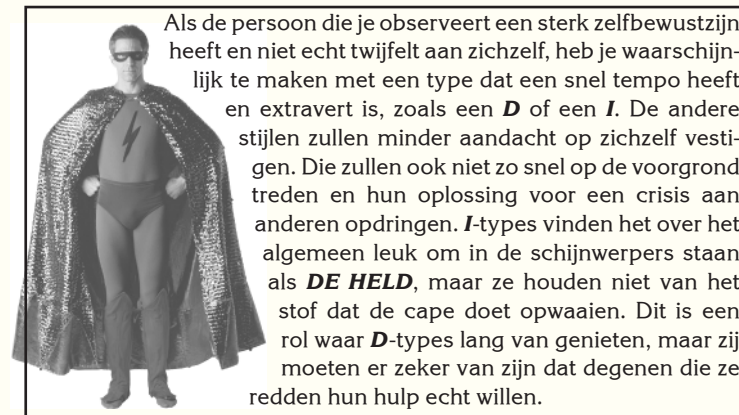 Als de persoon die je observeert een sterk zelfbewustzijn
heeft en niet echt twijfelt aan zichzelf, heb je waarschijn-
lijk te maken met een type dat een snel tempo heeft
en extravert is, zoals een D of een I. De andere
stijlen zullen minder aandacht op zichzelf vesti-
gen. Die zullen ook niet zo snel op de voorgrond
treden en hun oplossing voor een crisis aan
anderen opdringen. I-types vinden het over het
algemeen leuk om in de schijnwerpers staan
als DE HELD, maar ze houden niet van het
stof dat de cape doet opwaaien. Dit is een
rol waar D-types lang van genieten, maar zij
moeten er zeker van zijn dat degenen die ze
redden hun hulp echt willen.